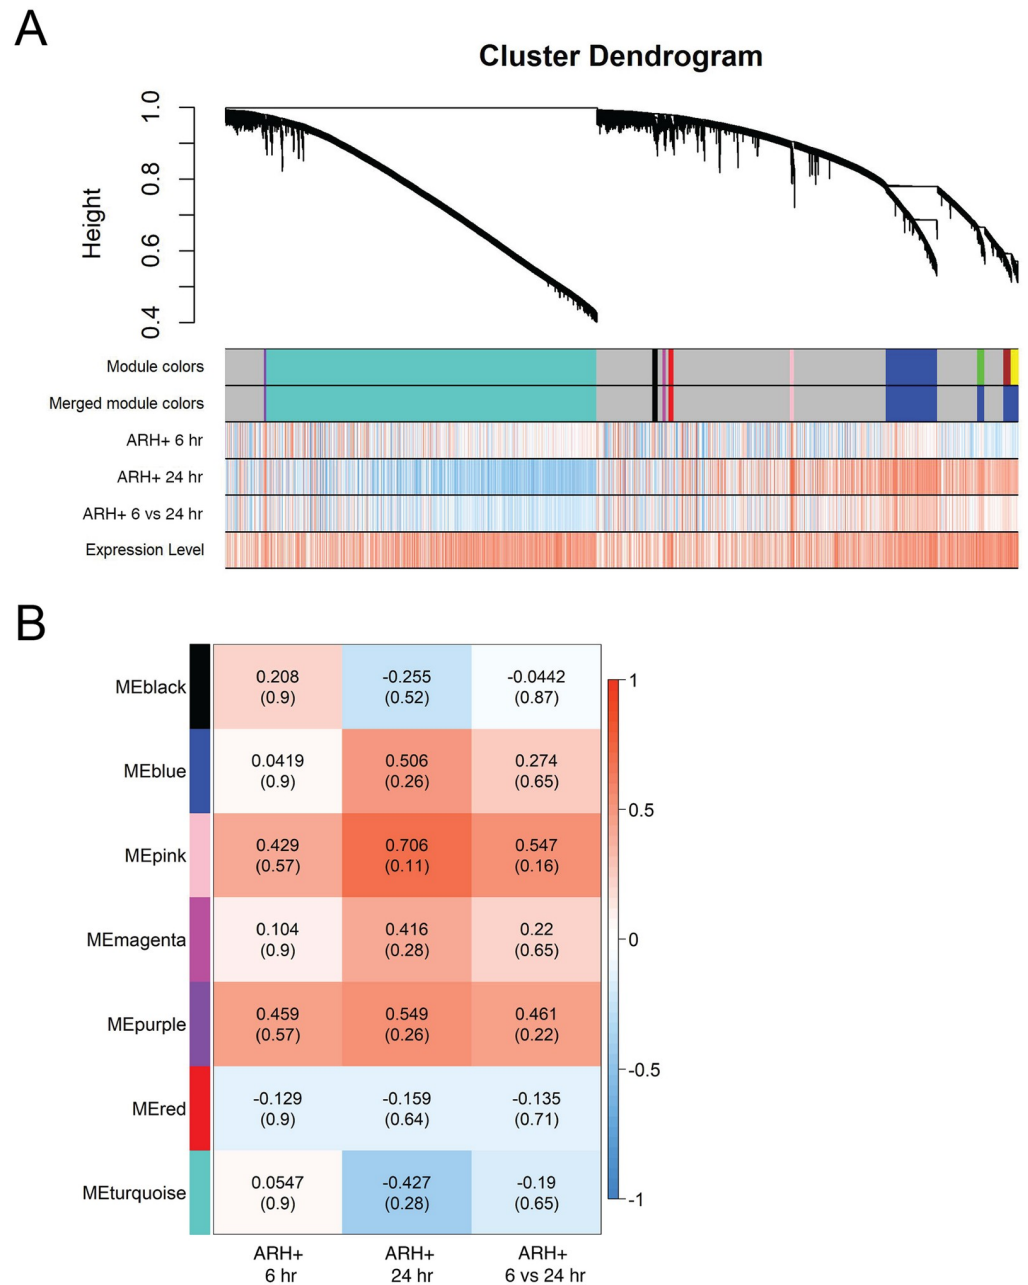 A
Cluster Dendrogram
Height
1.0
0.8
0.6
0.4
Module colors
Merged module colors
ARH+ 6 hr
ARH+ 24 hr
ARH+ 6 vs 24 hr
Expression Level
B
MEblack
0.208
(0.9)
-0.255
(0.52)
-0.0442
(0.87)
MEblue
0.0419
(0.9)
0.506
(0.26)
0.274
(0.65)
MEpink
0.429
(0.57)
0.706
(0.11)
0.547
(0.16)
MEmagenta
0.104
(0.9)
0.416
(0.28)
0.22
(0.65)
MEpurple
0.459
(0.57)
0.549
(0.26)
0.461
(0.22)
MEred
-0.129
(0.9)
-0.159
(0.64)
-0.135
(0.71)
MEturquoise
0.0547
(0.9)
-0.427
(0.28)
-0.19
(0.65)
1
0.5
0
-0.5
-1
ARH+
6 hr
ARH+
24 hr
ARH+
6 vs 24 hr